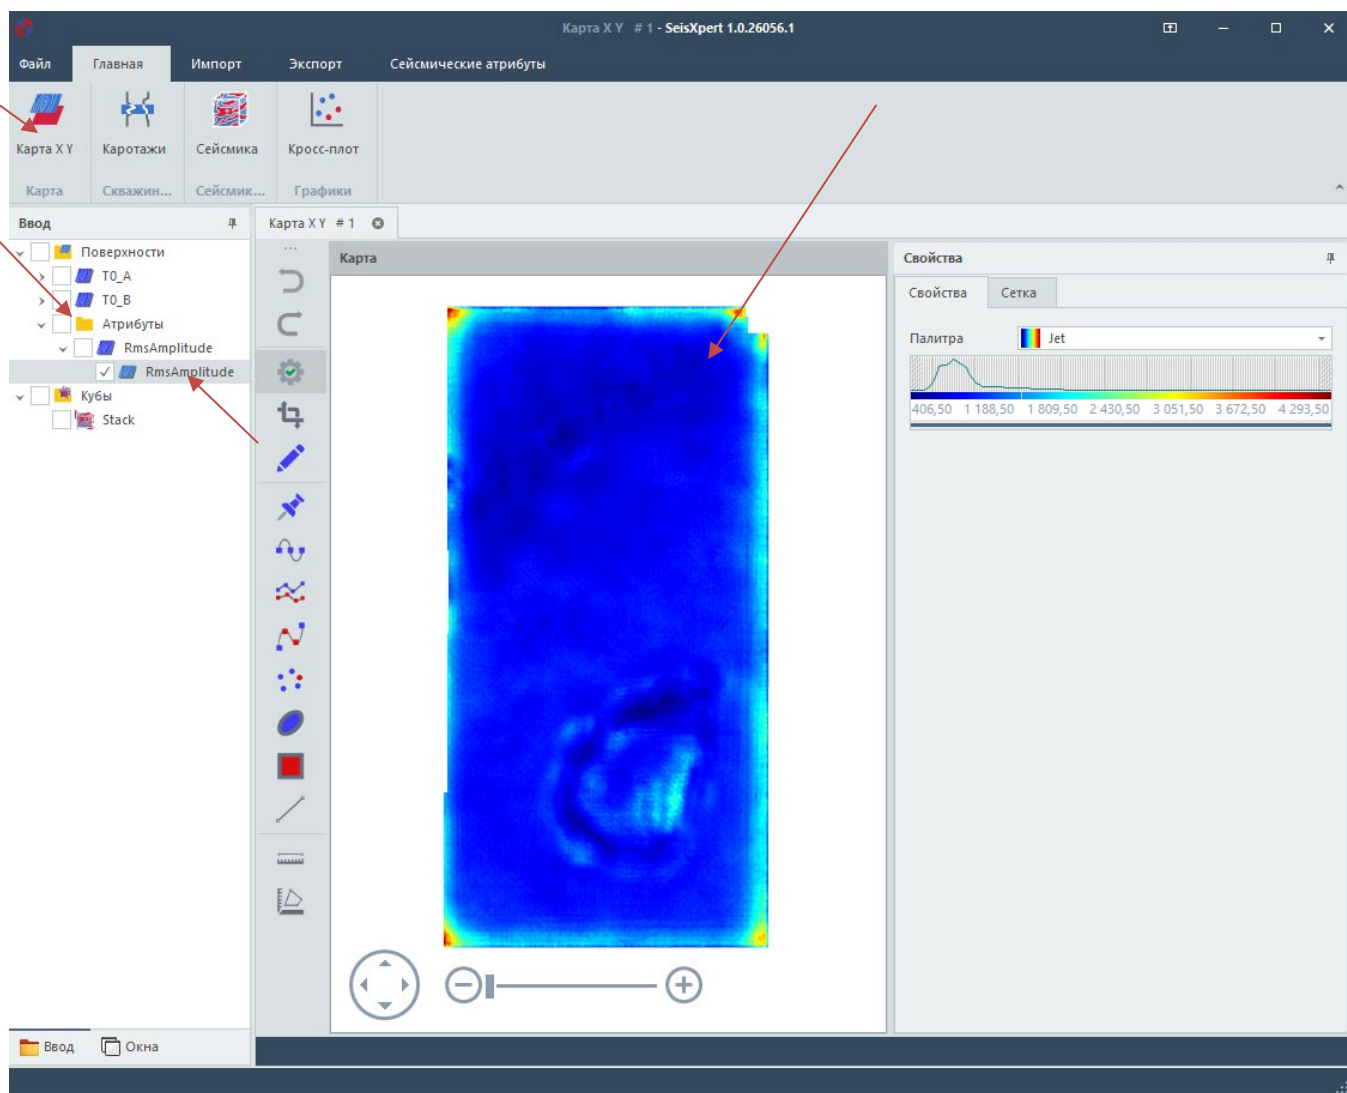 Карта X Y # 1 - SeisXpert 1.0.26056.1
Файл Главная Импорт Экспорт Сейсмические атрибуты
Карта X Y Каротажи Сейсмика Кросс-плот
Карта Скважин... Сейсмик... Графики
Ввод
Карта X Y # 1
Поверхности
T0_A
T0_B
Атрибуты
RmsAmplitude
RmsAmplitude
Кубы
Stack
Карта
Свойства
Свойства Сетка
Палитра Jet
406,50 1 188,50 1 809,50 2 430,50 3 051,50 3 672,50 4 293,50
Ввод Окна